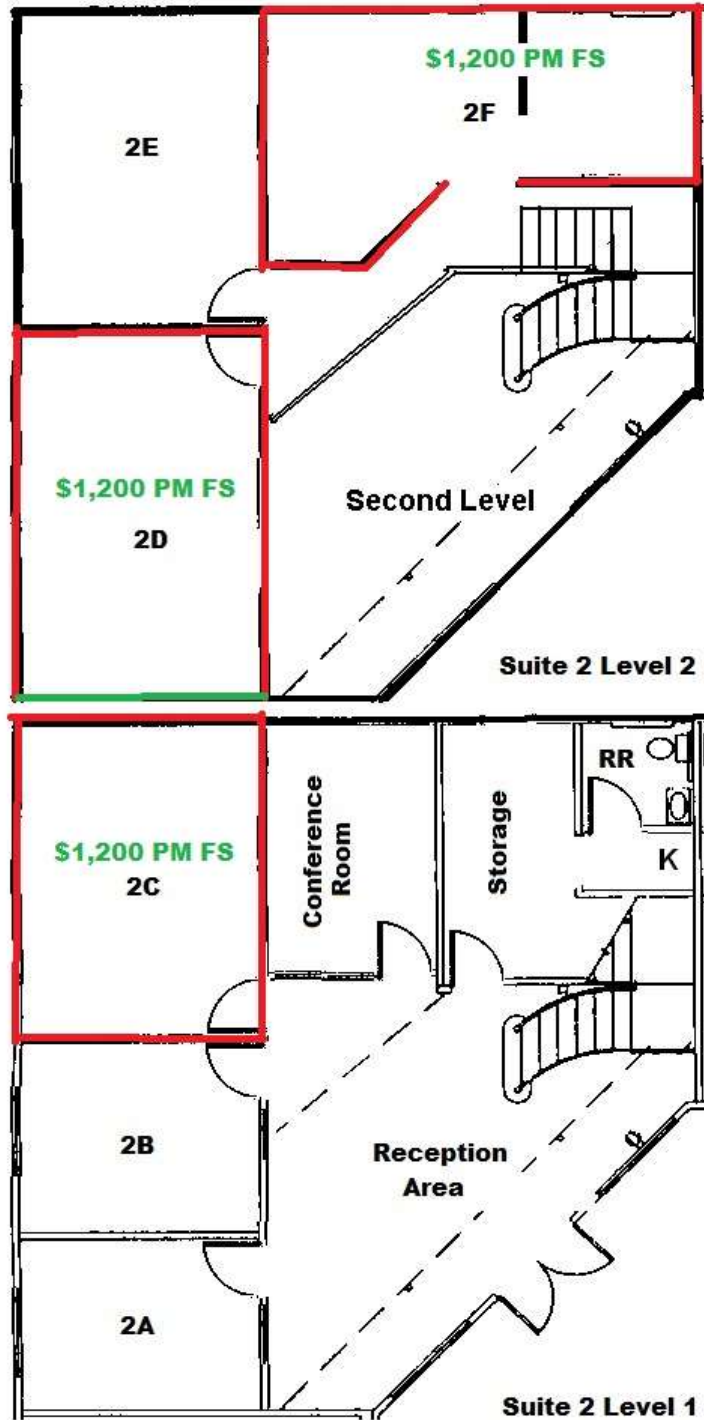 $1,200 PM FS
2F
2E
$1,200 PM FS
2D
Second Level
Suite 2 Level 2
$1,200 PM FS
2C
Conference
Room
Storage
RR
K
2B
Reception
Area
2A
Suite 2 Level 1